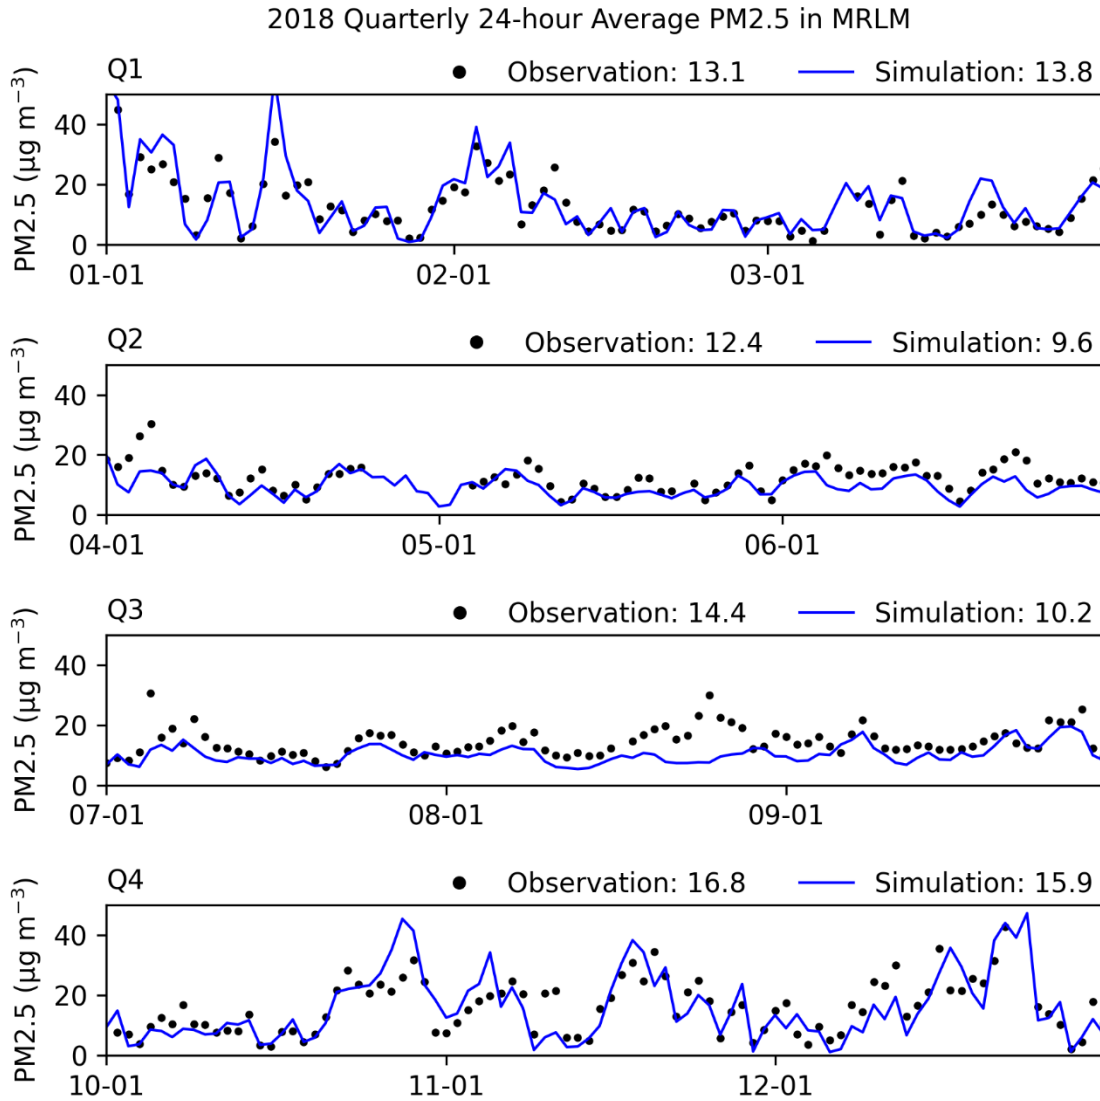 2018 Quarterly 24-hour Average PM2.5 in MRLM
Q1 Observation: 13.1 Simulation: 13.8
PM2.5 (µg m⁻³)
40
20
0
01-01 02-01 03-01
Q2 Observation: 12.4 Simulation: 9.6
PM2.5 (µg m⁻³)
40
20
0
04-01 05-01 06-01
Q3 Observation: 14.4 Simulation: 10.2
PM2.5 (µg m⁻³)
40
20
0
07-01 08-01 09-01
Q4 Observation: 16.8 Simulation: 15.9
PM2.5 (µg m⁻³)
40
20
0
10-01 11-01 12-01